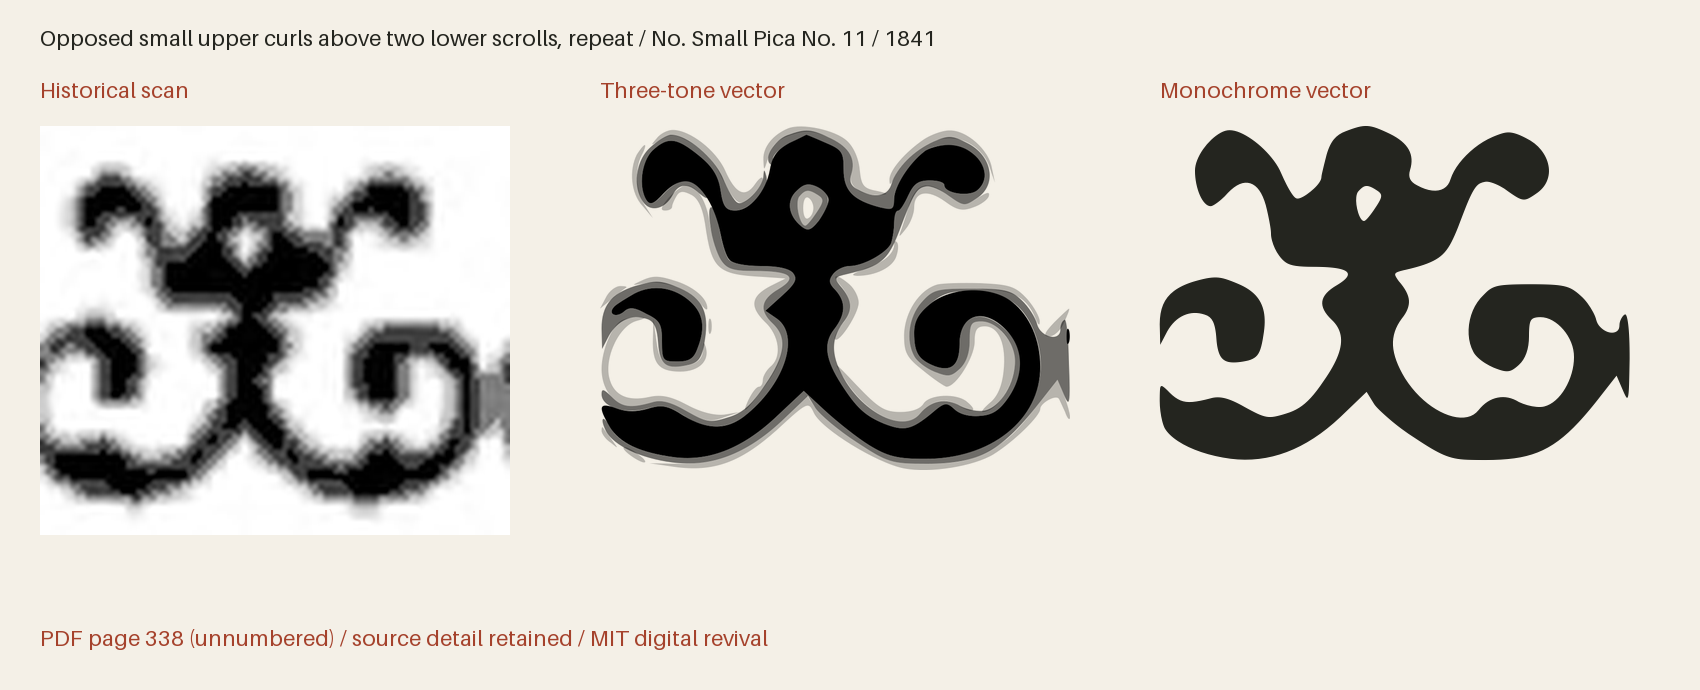 Opposed small upper curls above two lower scrolls, repeat / No. Small Pica No. 11 / 1841
Historical scan
Three-tone vector
Monochrome vector
PDF page 338 (unnumbered) / source detail retained / MIT digital revival